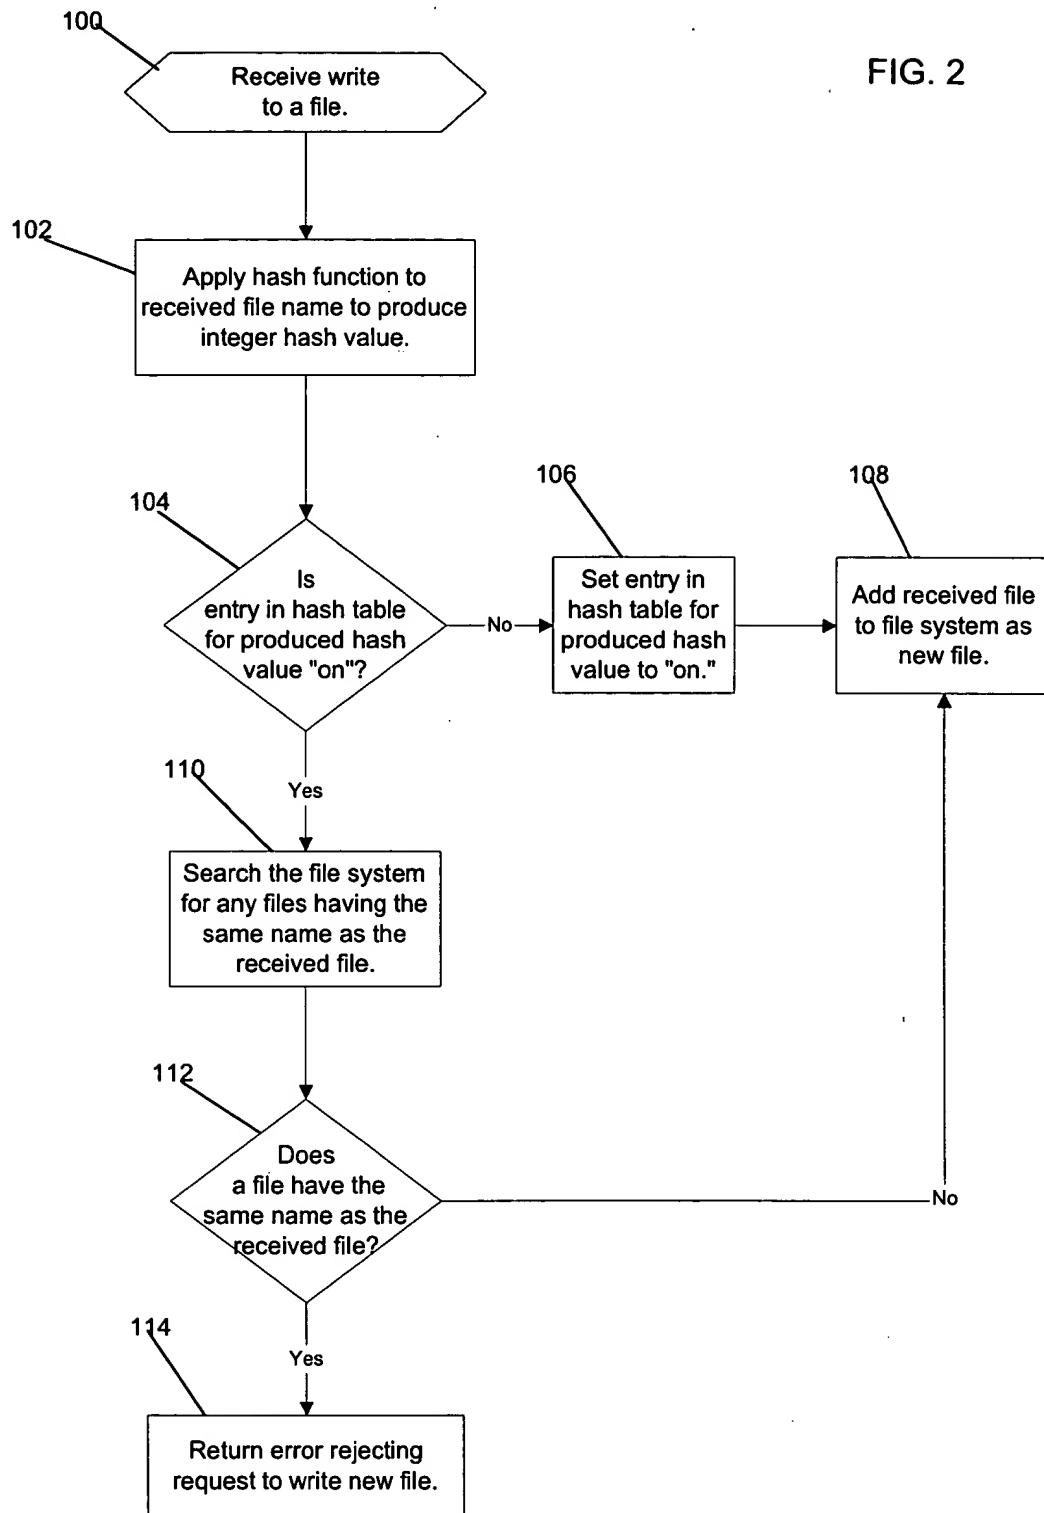 100
Receive write
to a file.
FIG. 2
102
Apply hash function to
received file name to produce
integer hash value.
104
Is
entry in hash table
for produced hash
value "on"?
No
106
Set entry in
hash table for
produced hash
value to "on."
108
Add received file
to file system as
new file.
Yes
110
Search the file system
for any files having the
same name as the
received file.
112
Does
a file have the
same name as the
received file?
No
Yes
114
Return error rejecting
request to write new file.